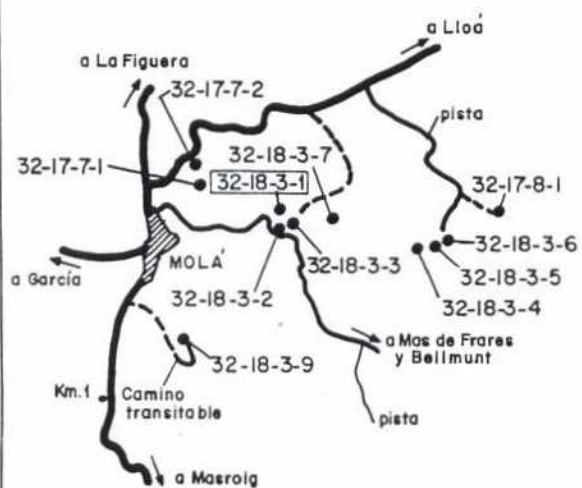 a Lloá
a La Figuera
32-17-7-2
pista
32-17-7-1
32-18-3-7
32-18-3-1
32-17-8-1
32-18-3-6
MOLÁ
32-18-3-3
32-18-3-5
a García
32-18-3-2
32-18-3-4
a Mas de Frares
y Bellmunt
32-18-3-9
Km.1
Camino
transitable
pista
a Masroig